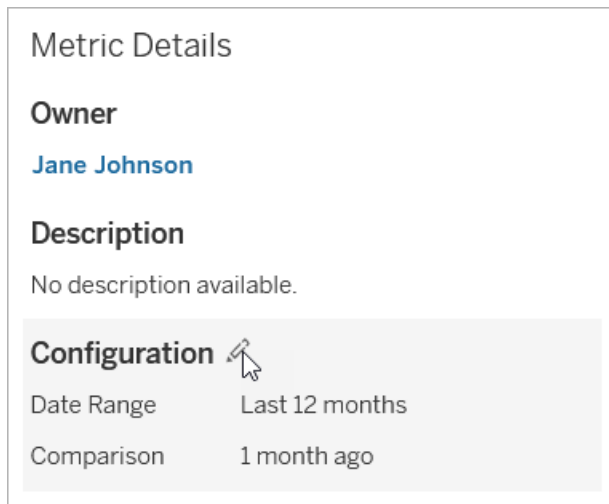 Metric Details
Owner
Jane Johnson
Description
No description available.
Configuration
Date Range Last 12 months
Comparison 1 month ago